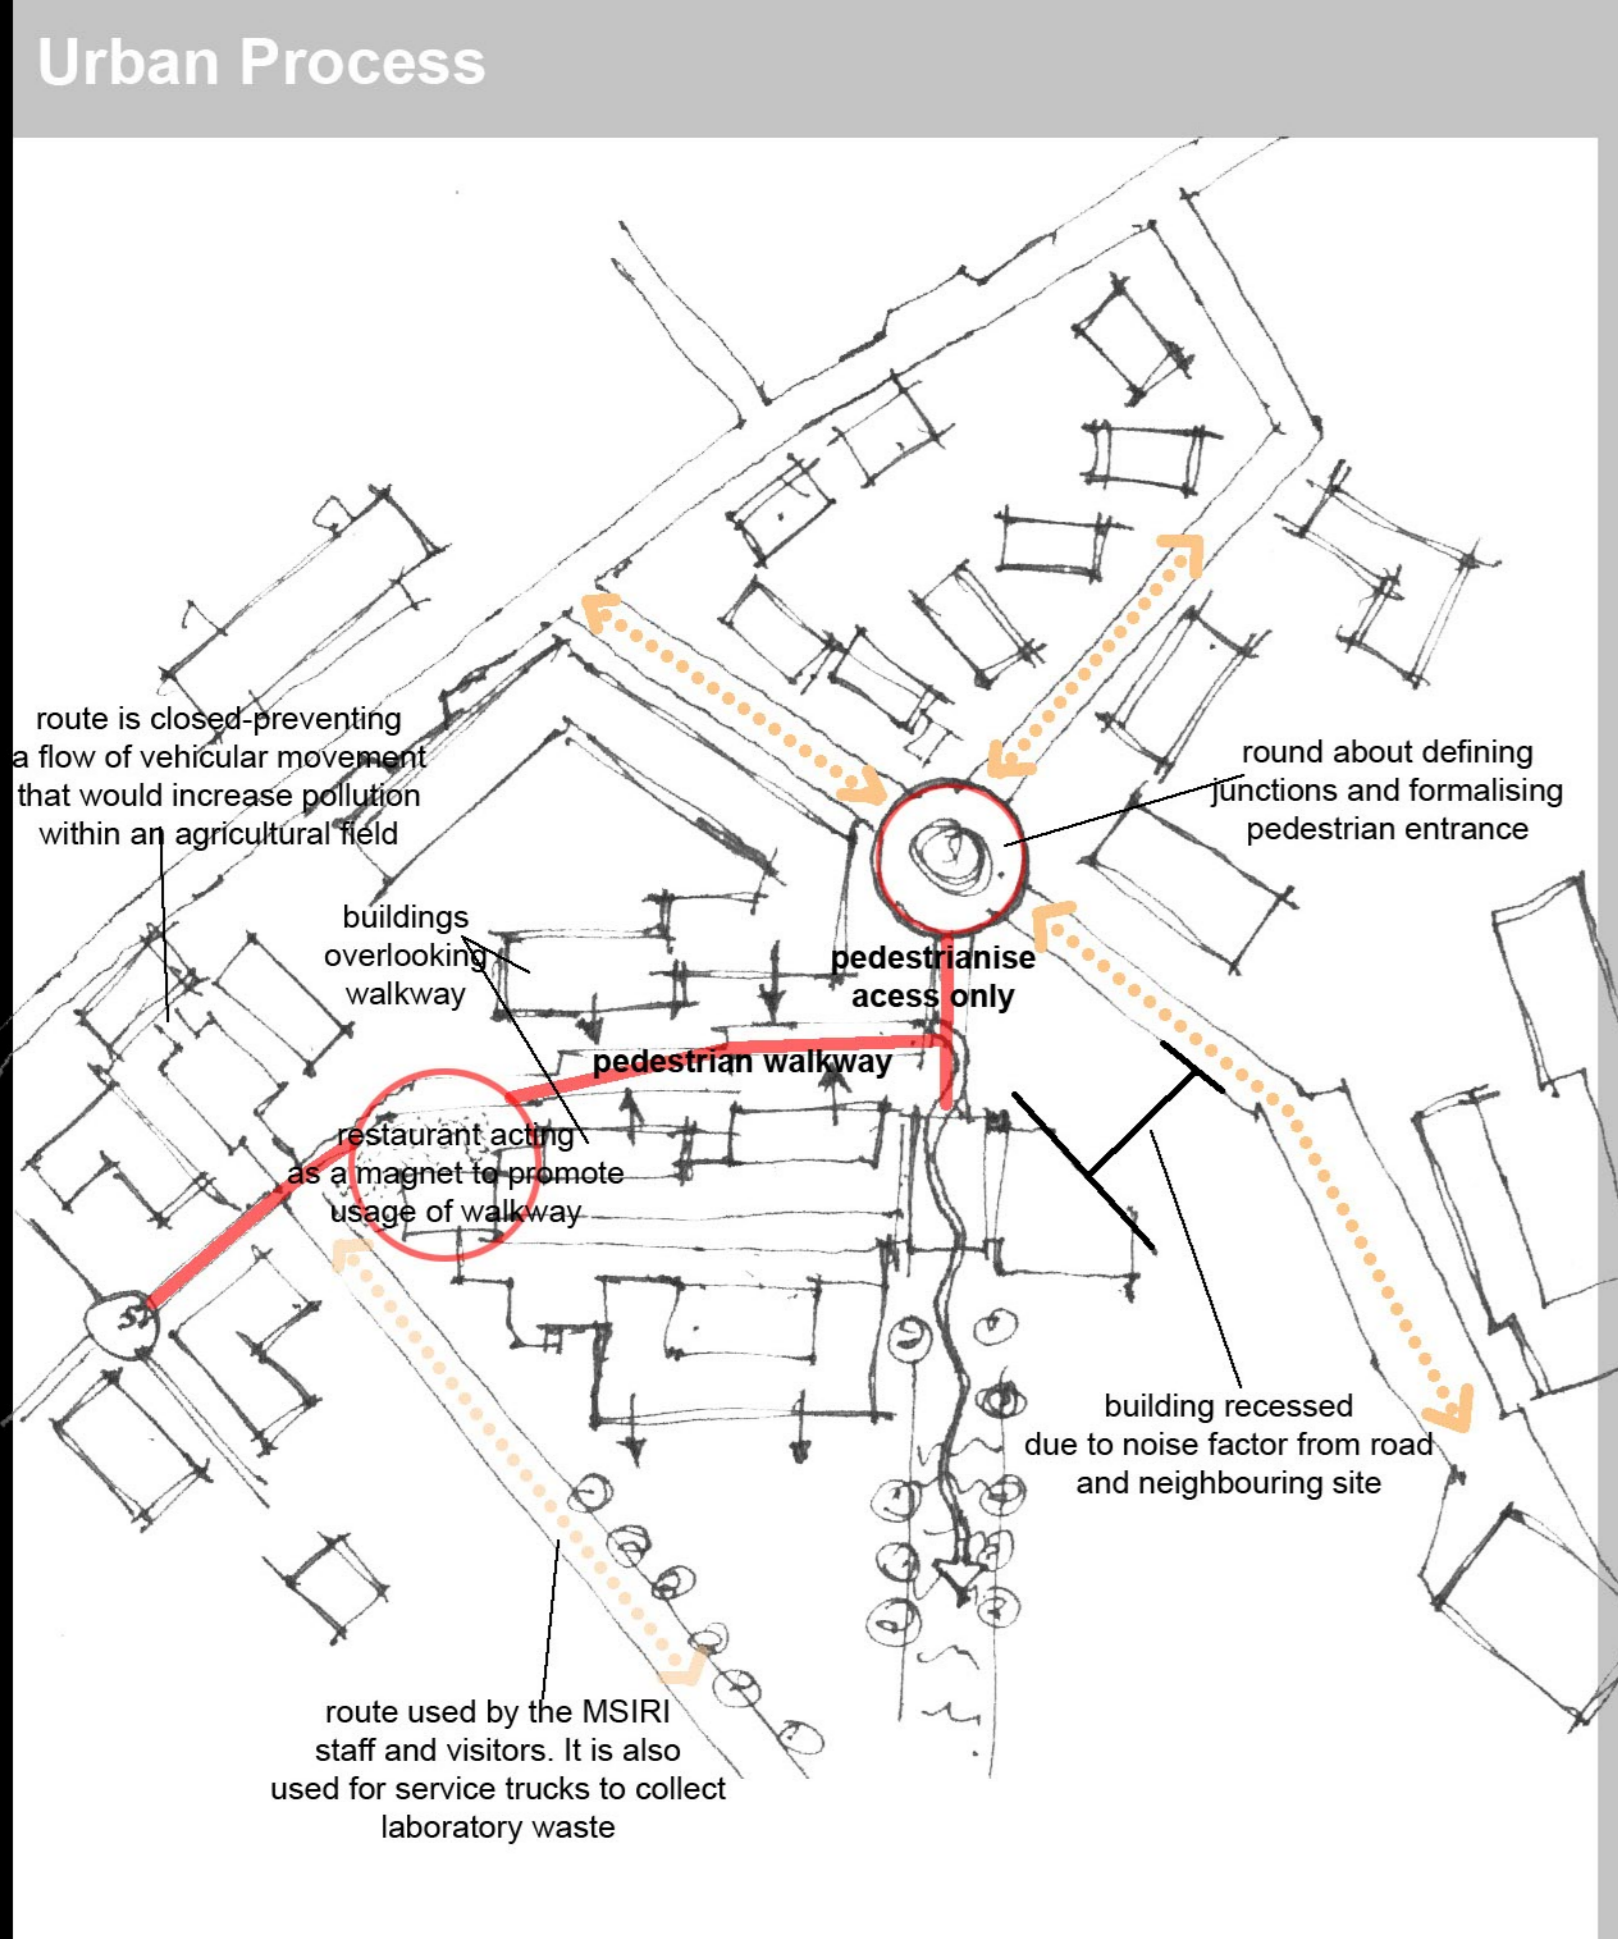 Urban Process
route is closed-preventing
a flow of vehicular movement
that would increase pollution
within an agricultural field
round about defining
junctions and formalising
pedestrian entrance
buildings
overlooking
walkway
pedestrianise
acess only
pedestrian walkway
restaurant acting
as a magnet to promote
usage of walkway
building recessed
due to noise factor from road
and neighbouring site
route used by the MSIRI
staff and visitors. It is also
used for service trucks to collect
laboratory waste